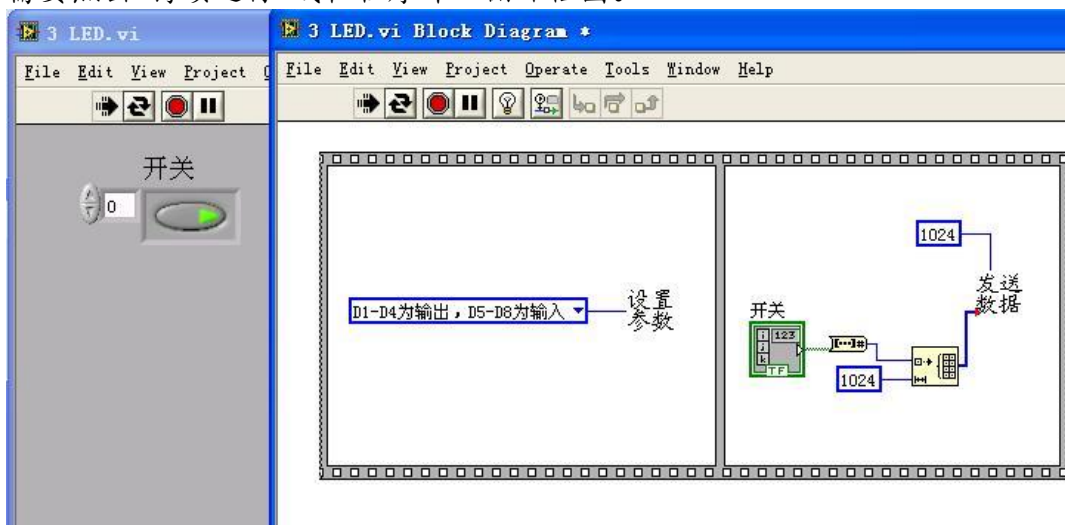 3 LED.vi
File Edit View Project
开关
0
3 LED.vi Block Diagram *
File Edit View Project Operate Tools Window Help
D1-D4为输出，D5-D8为输入
设置
参数
1024
发送
数据
开关
i 123
j
k
TF
[...]#
1024